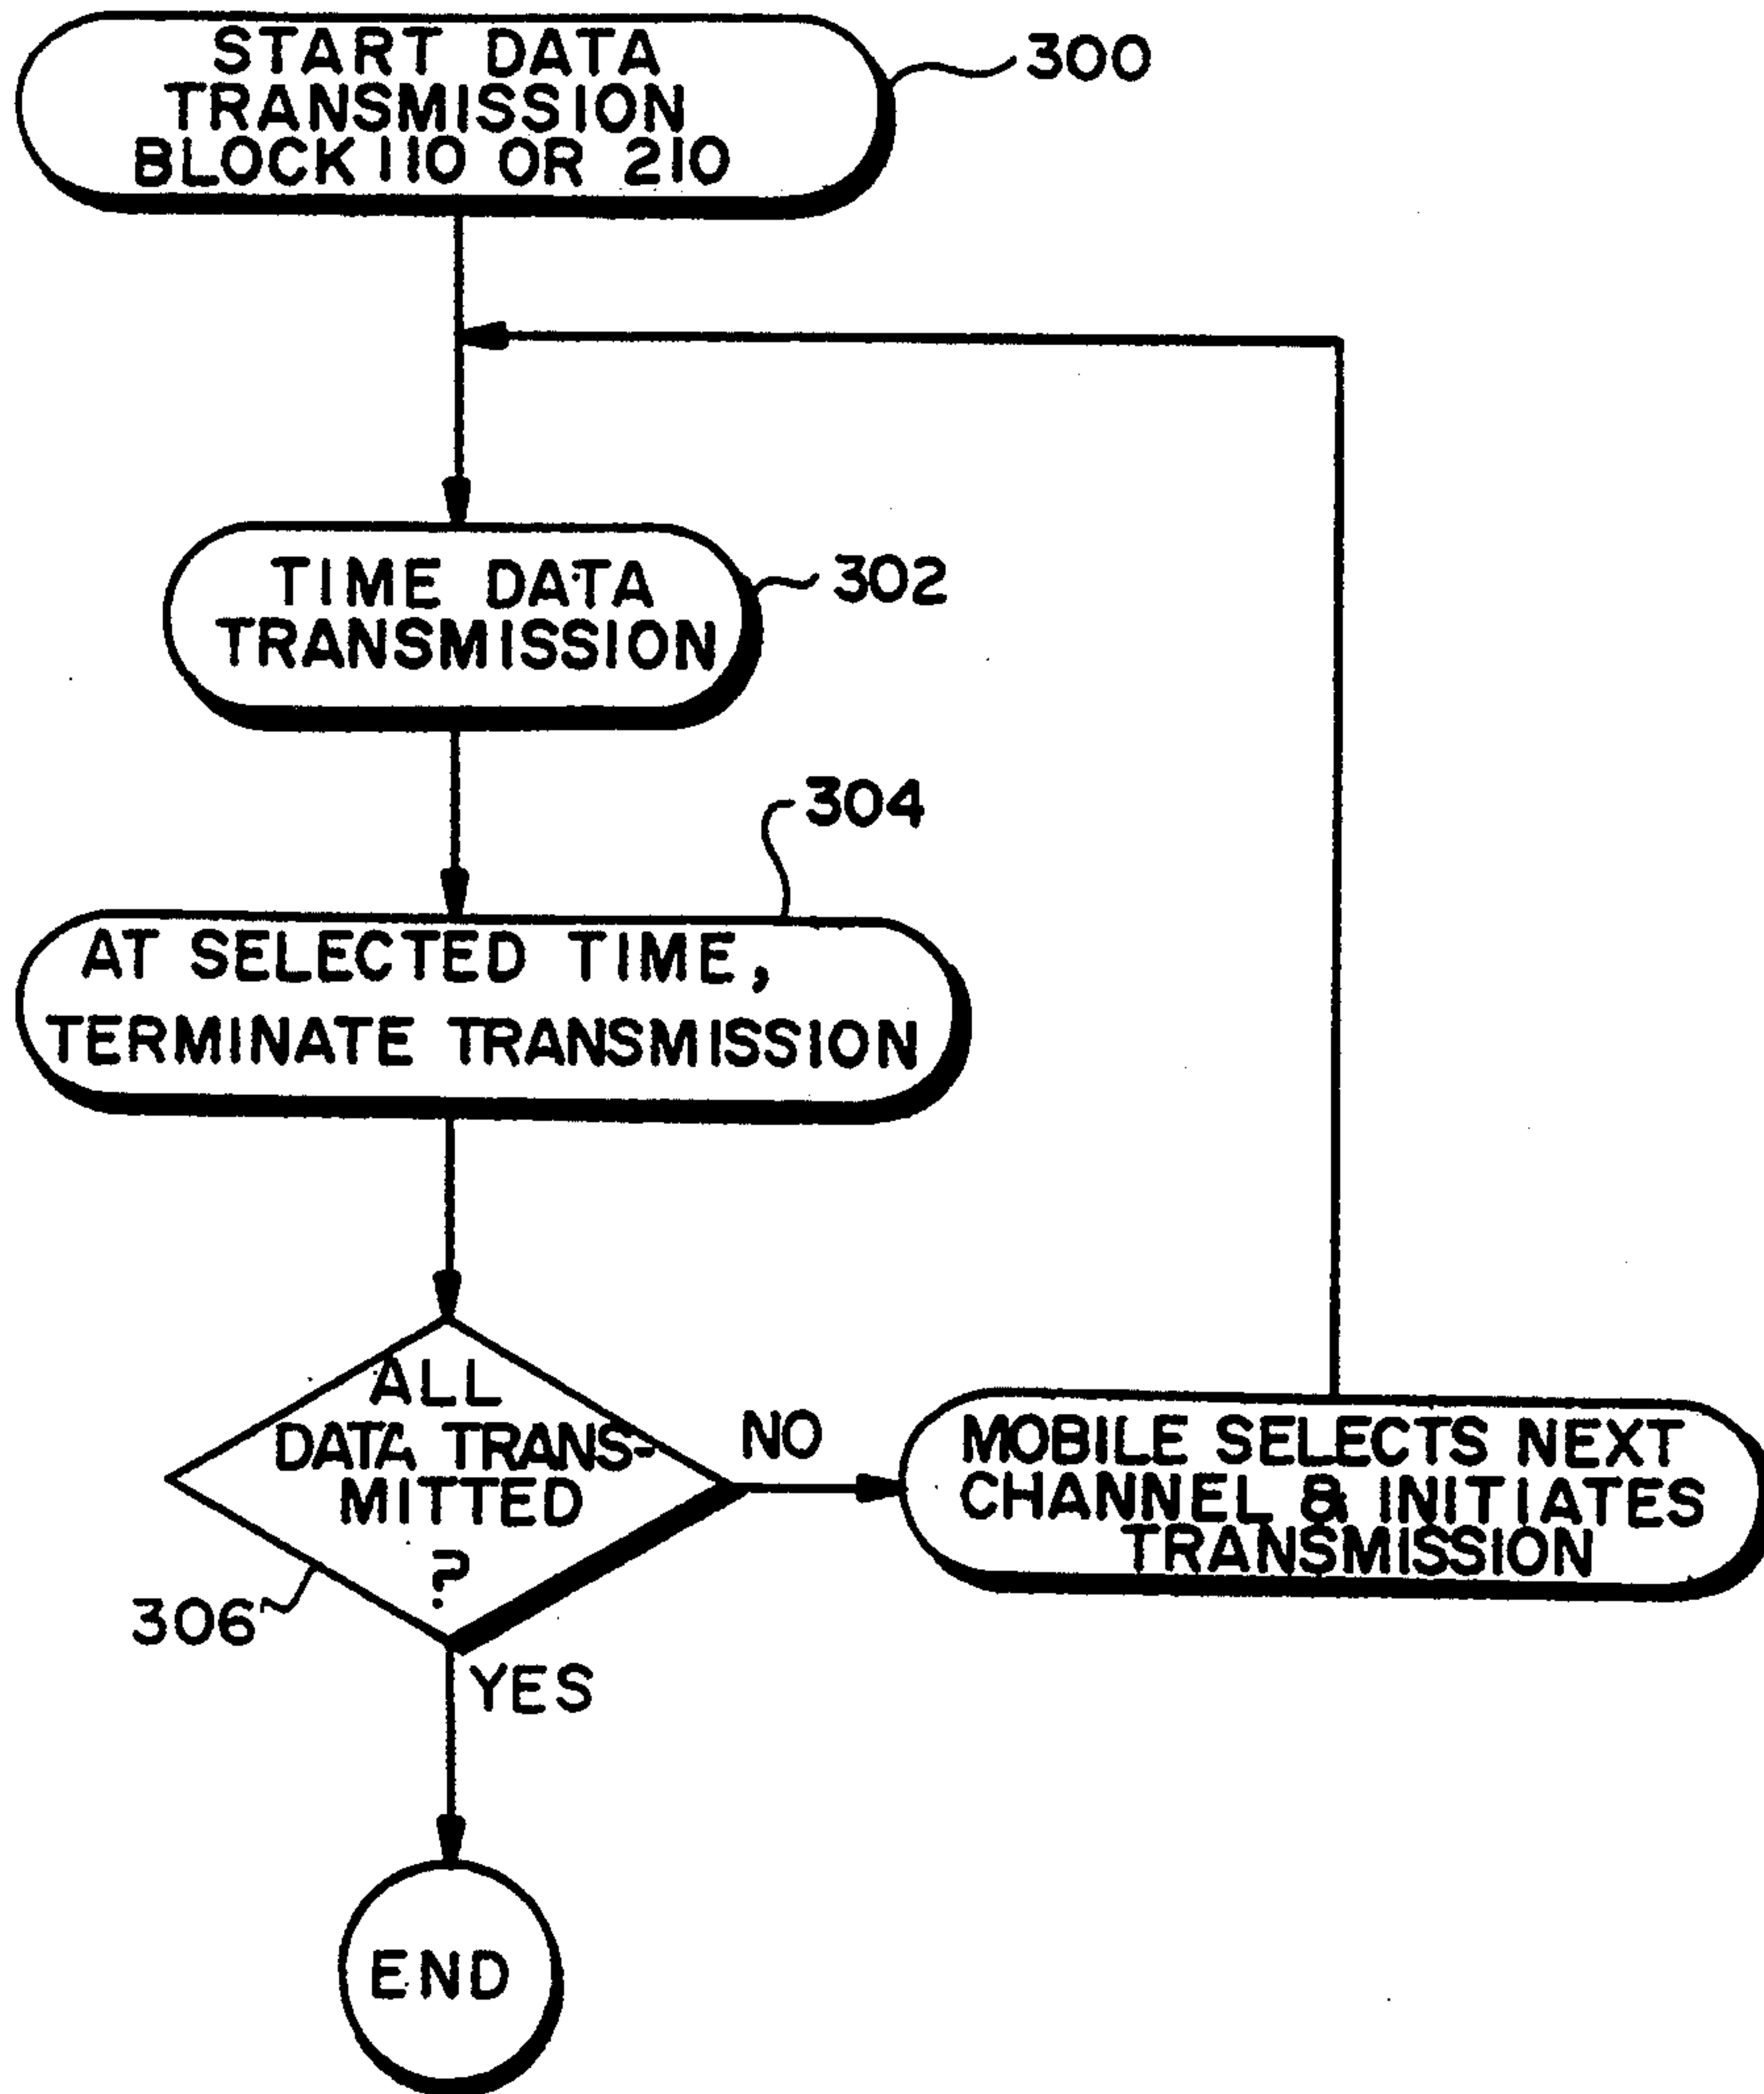 START DATA
TRANSMISSION
BLOCK 110 OR 210
300
TIME DATA
TRANSMISSION
302
304
AT SELECTED TIME,
TERMINATE TRANSMISSION
ALL
DATA TRANS-
MITTED
?
NO
MOBILE SELECTS NEXT
CHANNEL & INITIATES
TRANSMISSION
306
YES
END